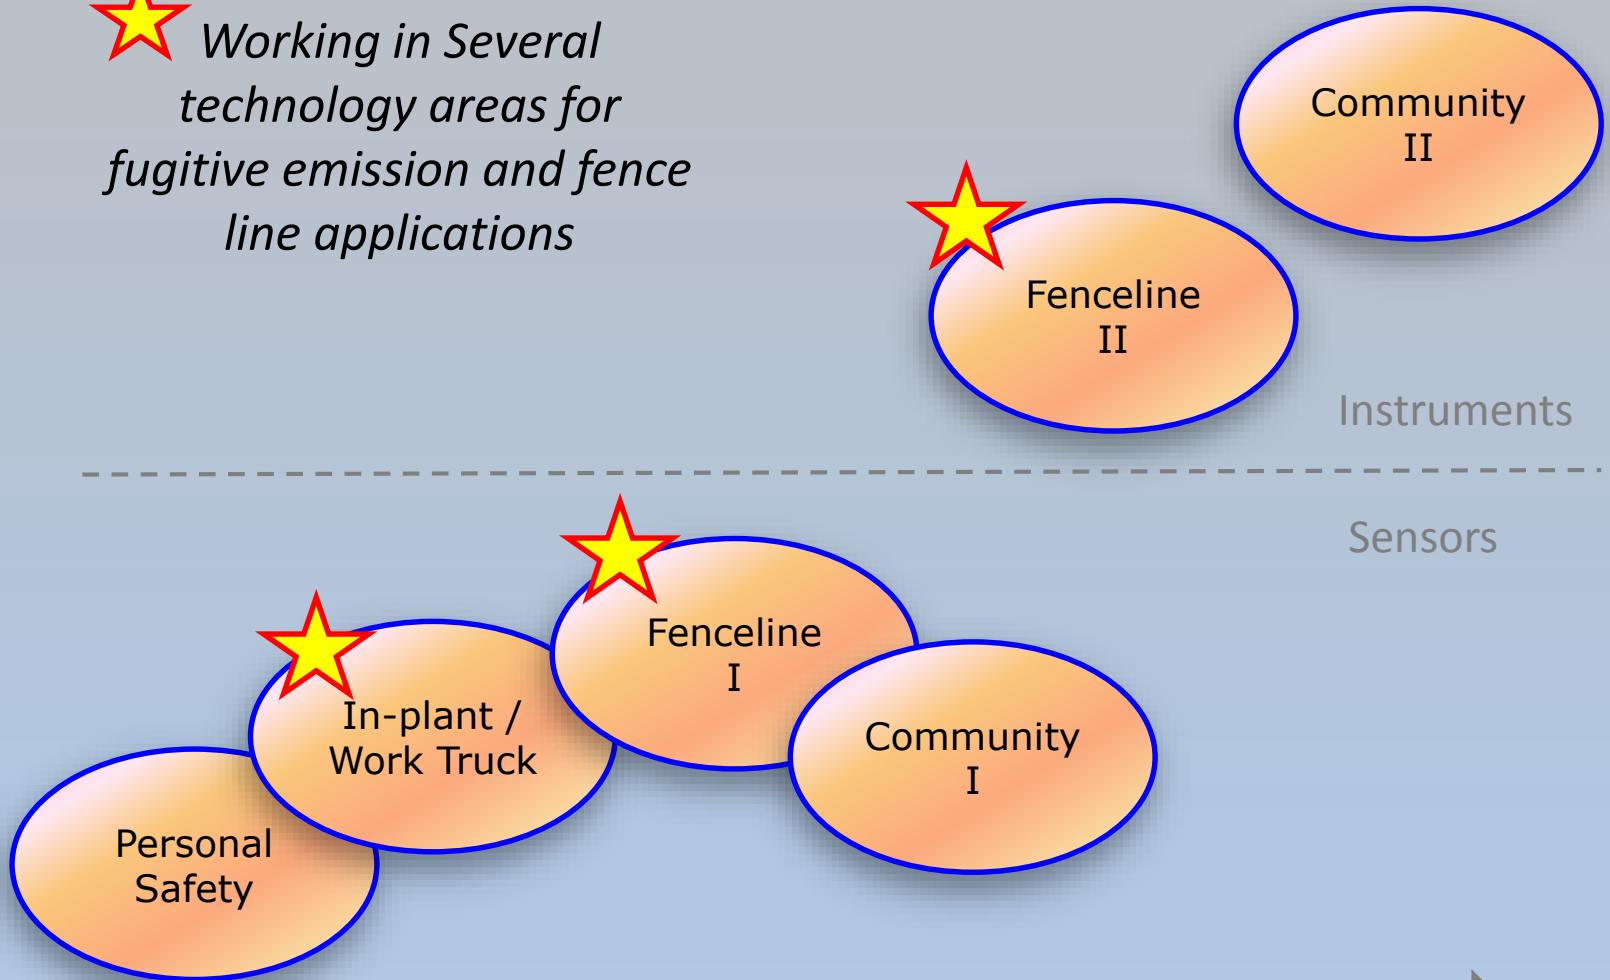 Working in Several
technology areas for
fugitive emission and fence
line applications
Community
II
Fenceline
II
Instruments
Sensors
Fenceline
I
In-plant /
Work Truck
Community
I
Personal
Safety